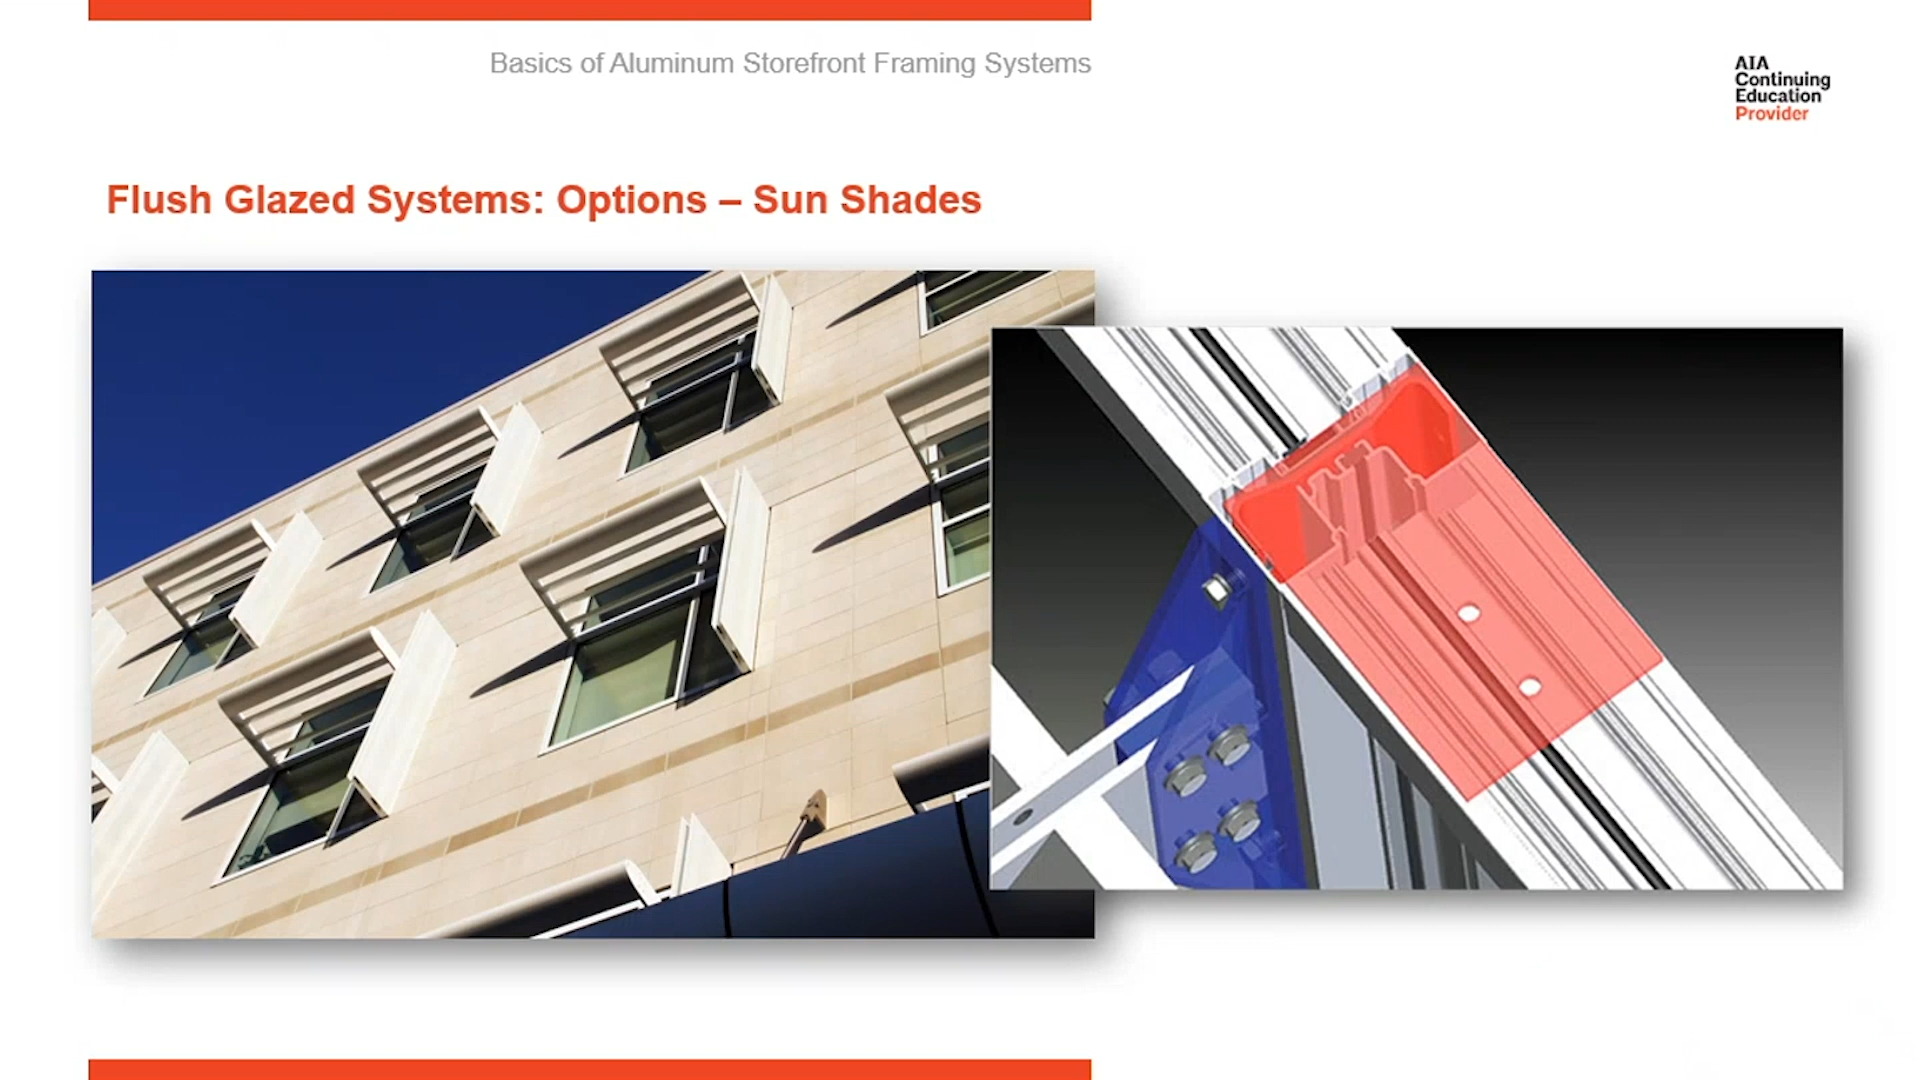 Basics of Aluminum Storefront Framing Systems
AIA
Continuing
Education
Provider
Flush Glazed Systems: Options – Sun Shades